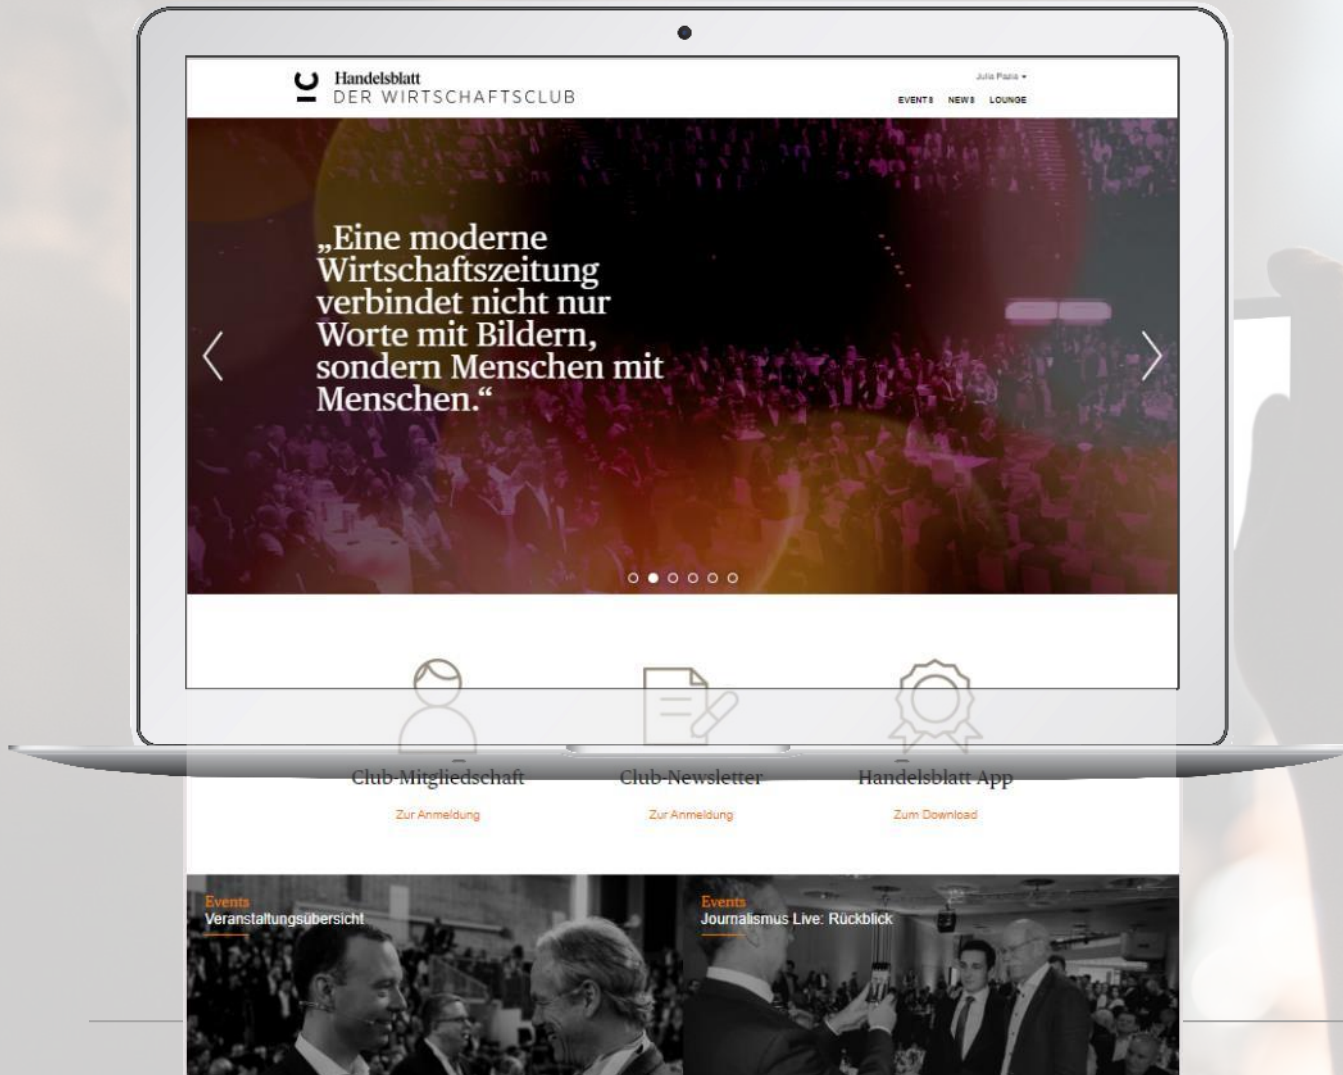 Handelsblatt
DER WIRTSCHAFTSCLUB
Julia Pazia
EVENTS NEWS LOUNGE
„Eine moderne
Wirtschaftszeitung
verbindet nicht nur
Worte mit Bildern,
sondern Menschen mit
Menschen.“
Club-Mitgliedschaft
Club-Newsletter
Handelsblatt App
Zur Anmeldung
Zur Anmeldung
Zum Download
Events
Veranstaltungsübersicht
Events
Journalismus Live: Rückblick